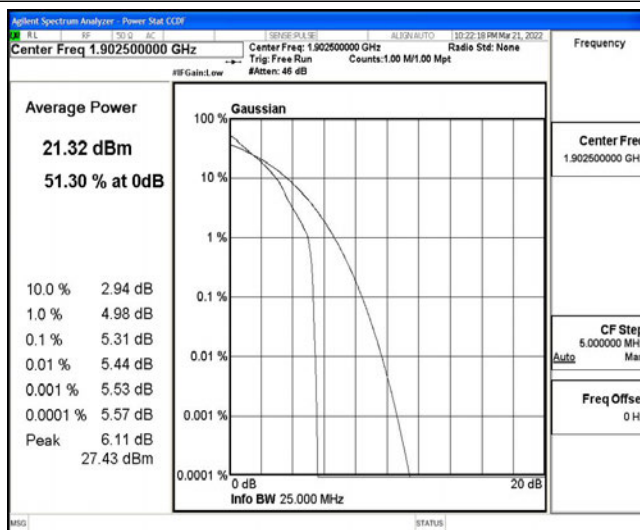 Agilent Spectrum Analyzer - Power Stat CCDF
RL RF 50 Ω AC SENSE:PULSE ALIGN AUTO 10:22:18 PM Mar 21, 2022
Center Freq 1.902500000 GHz
Center Freq: 1.902500000 GHz Radio Std: None
Trig: Free Run Counts:1.00 M/1.00 Mpt
#IFGain:Low #Atten: 46 dB
Frequency
Average Power
21.32 dBm
51.30 % at 0dB
10.0 % 2.94 dB
1.0 % 4.98 dB
0.1 % 5.31 dB
0.01 % 5.44 dB
0.001 % 5.53 dB
0.0001 % 5.57 dB
Peak 6.11 dB
27.43 dBm
Gaussian
100 %
10 %
1 %
0.1 %
0.01 %
0.001 %
0.0001 %
0 dB 20 dB
Info BW 25.000 MHz
Center Freq
1.902500000 GH
CF Step
5.000000 MH
Auto Ma
Freq Offse
0 H
MSG STATUS